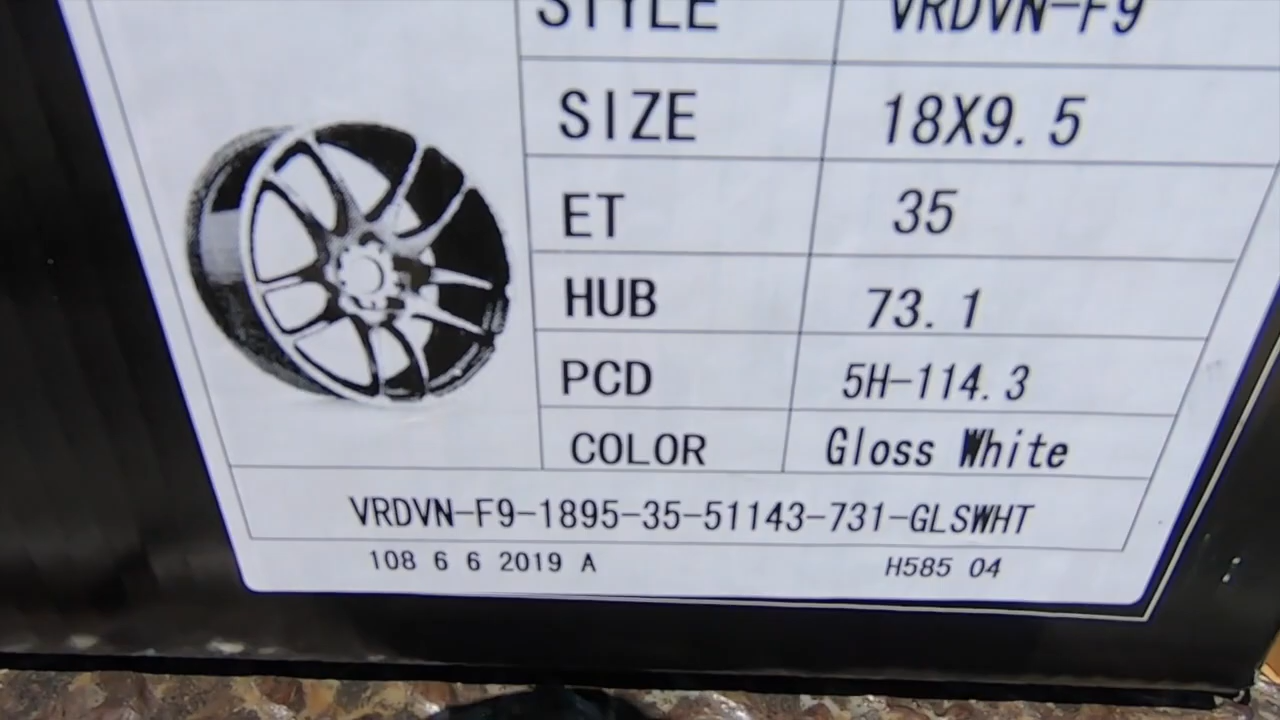 STYLE VRDVN-F9
SIZE 18X9.5
ET 35
HUB 73.1
PCD 5H-114.3
COLOR Gloss White
VRDVN-F9-1895-35-51143-731-GLSWHT
108 6 6 2019 A H585 04